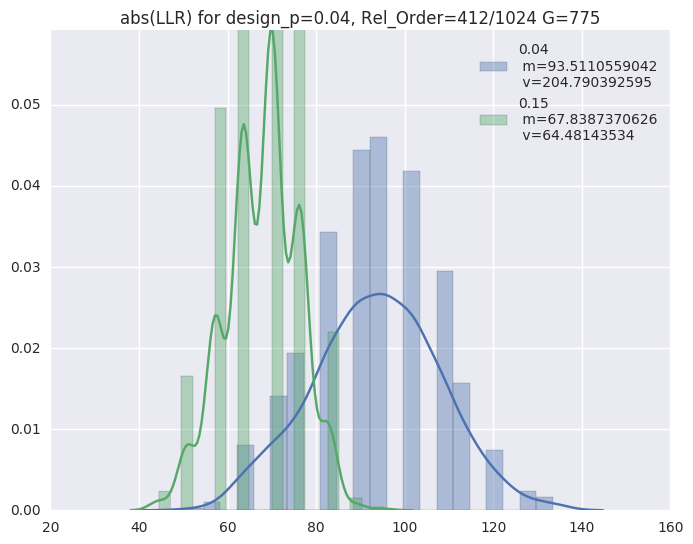 abs(LLR) for design_p=0.04, Rel_Order=412/1024 G=775
0.04
m=93.5110559042
v=204.790392595
0.15
m=67.8387370626
v=64.48143534
0.05
0.04
0.03
0.02
0.01
0.00
20 40 60 80 100 120 140 160